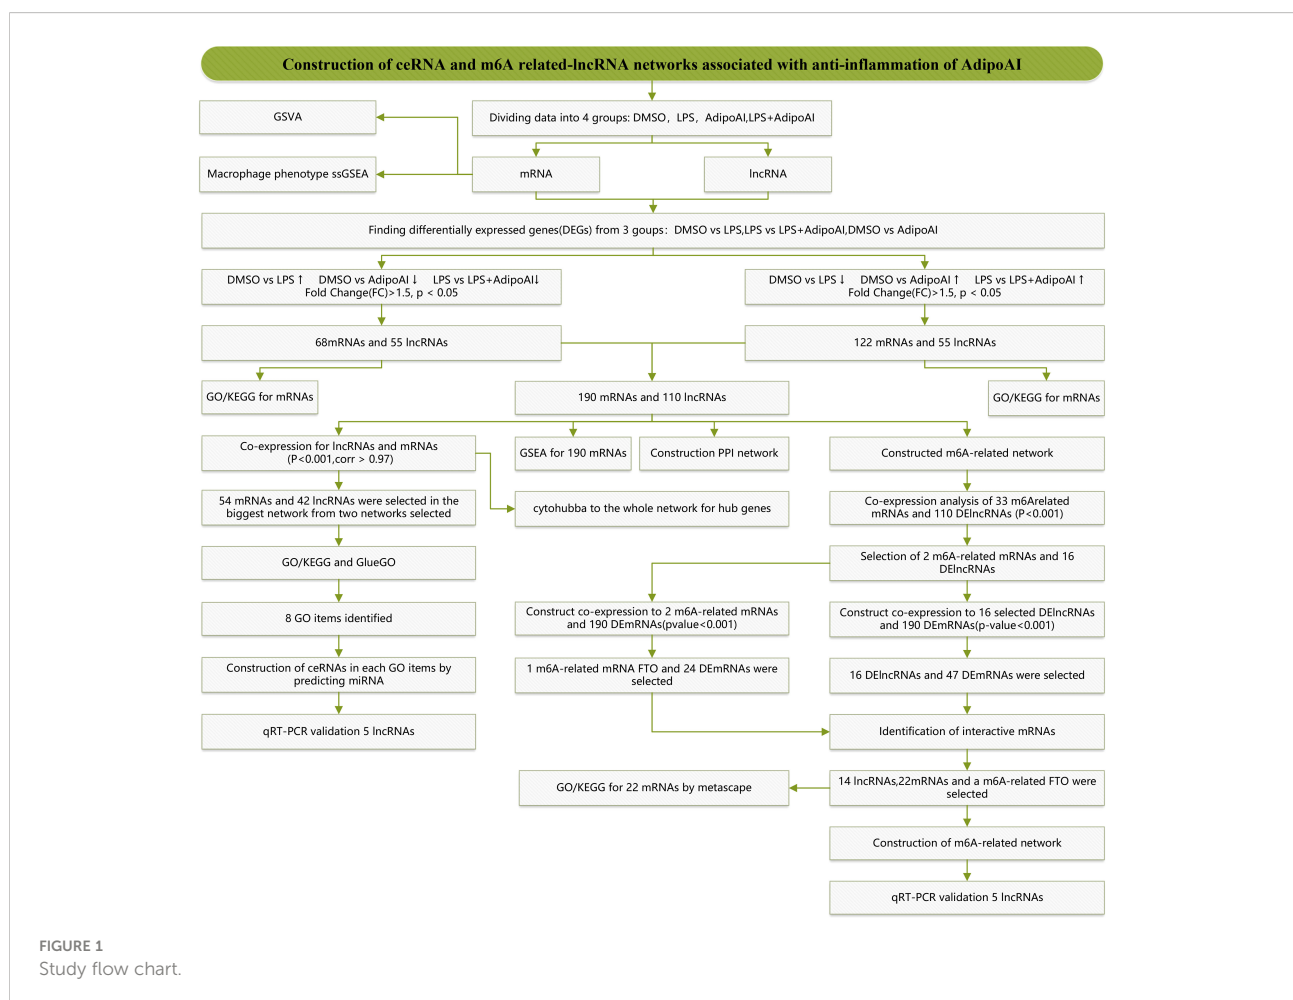 Construction of ceRNA and m6A related-lncRNA networks associated with anti-inflammation of AdipoAI
GSVA
Dividing data into 4 groups: DMSO, LPS, AdipoAI,LPS+AdipoAI
Macrophage phenotype ssGSEA
mRNA
lncRNA
Finding differentially expressed genes(DEGs) from 3 goups: DMSO vs LPS,LPS vs LPS+AdipoAI,DMSO vs AdipoAI
DMSO vs LPS↑ DMSO vs AdipoAI↓ LPS vs LPS+AdipoAI↓
Fold Change(FC)>1.5, p < 0.05
DMSO vs LPS↓ DMSO vs AdipoAI↑ LPS vs LPS+AdipoAI↑
Fold Change(FC)>1.5, p < 0.05
68mRNAs and 55 lncRNAs
122 mRNAs and 55 lncRNAs
GO/KEGG for mRNAs
190 mRNAs and 110 lncRNAs
GO/KEGG for mRNAs
Co-expression for lncRNAs and mRNAs
(P<0.001,corr > 0.97)
GSEA for 190 mRNAs
Construction PPI network
Constructed m6A-related network
54 mRNAs and 42 lncRNAs were selected in the
biggest network from two networks selected
cytohubba to the whole network for hub genes
Co-expression analysis of 33 m6Arelated
mRNAs and 110 DElncRNAs (P<0.001)
GO/KEGG and GlueGO
Selection of 2 m6A-related mRNAs and 16
DElncRNAs
8 GO items identified
Construct co-expression to 2 m6A-related mRNAs
and 190 DEmRNAs(pvalue<0.001)
Construct co-expression to 16 selected DElncRNAs
and 190 DEmRNAs(p-value<0.001)
Construction of ceRNAs in each GO items by
predicting miRNA
1 m6A-related mRNA FTO and 24 DEmRNAs were
selected
16 DElncRNAs and 47 DEmRNAs were selected
qRT-PCR validation 5 lncRNAs
Identification of interactive mRNAs
GO/KEGG for 22 mRNAs by metascape
14 lncRNAs,22mRNAs and a m6A-related FTO were
selected
Construction of m6A-related network
qRT-PCR validation 5 lncRNAs
FIGURE 1
Study flow chart.